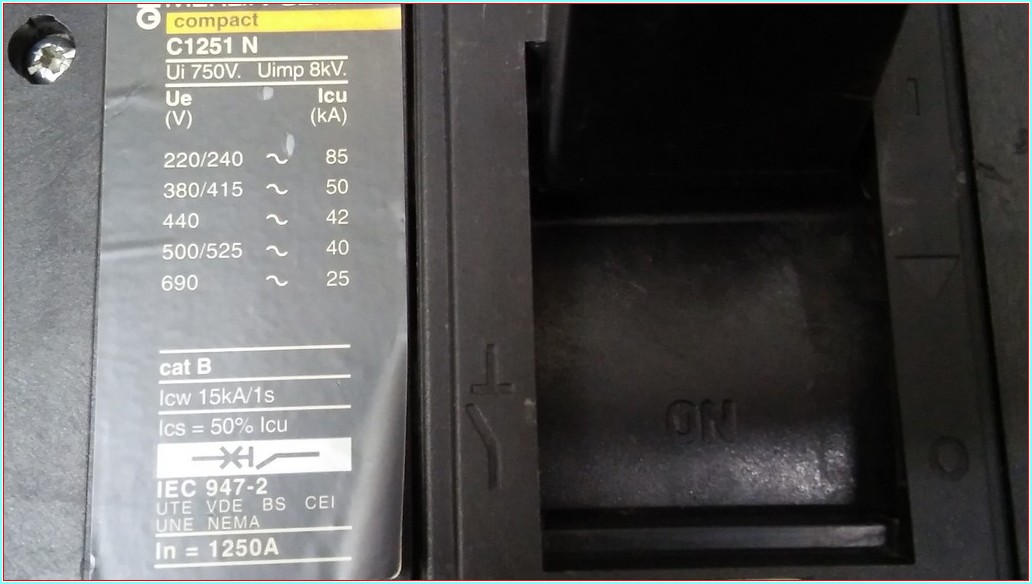 compact
C1251 N
Ui 750V. Uimp 8kV.
Ue Icu
(V) (kA)
220/240 ~ 85
380/415 ~ 50
440 ~ 42
500/525 ~ 40
690 ~ 25
cat B
Icw 15kA/1s
Ics = 50% Icu
IEC 947-2
UTE VDE BS CEI
UNE NEMA
In = 1250A
I
ON
O